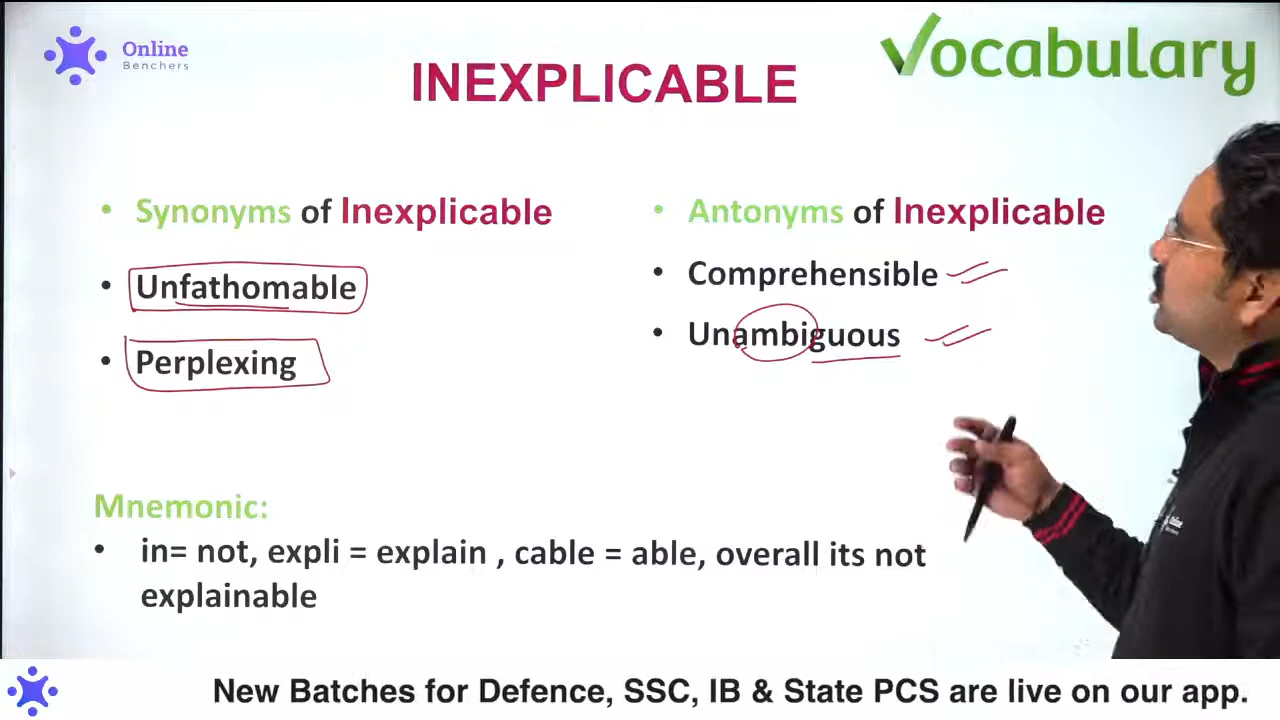 Online
Benchers
Vocabulary
INEXPLICABLE
• Synonyms of Inexplicable
• Unfathomable
• Perplexing
• Antonyms of Inexplicable
• Comprehensible
• Unambiguous
Mnemonic:
• in= not, expli = explain , cable = able, overall its not
explainable
Online
New Batches for Defence, SSC, IB & State PCS are live on our app.